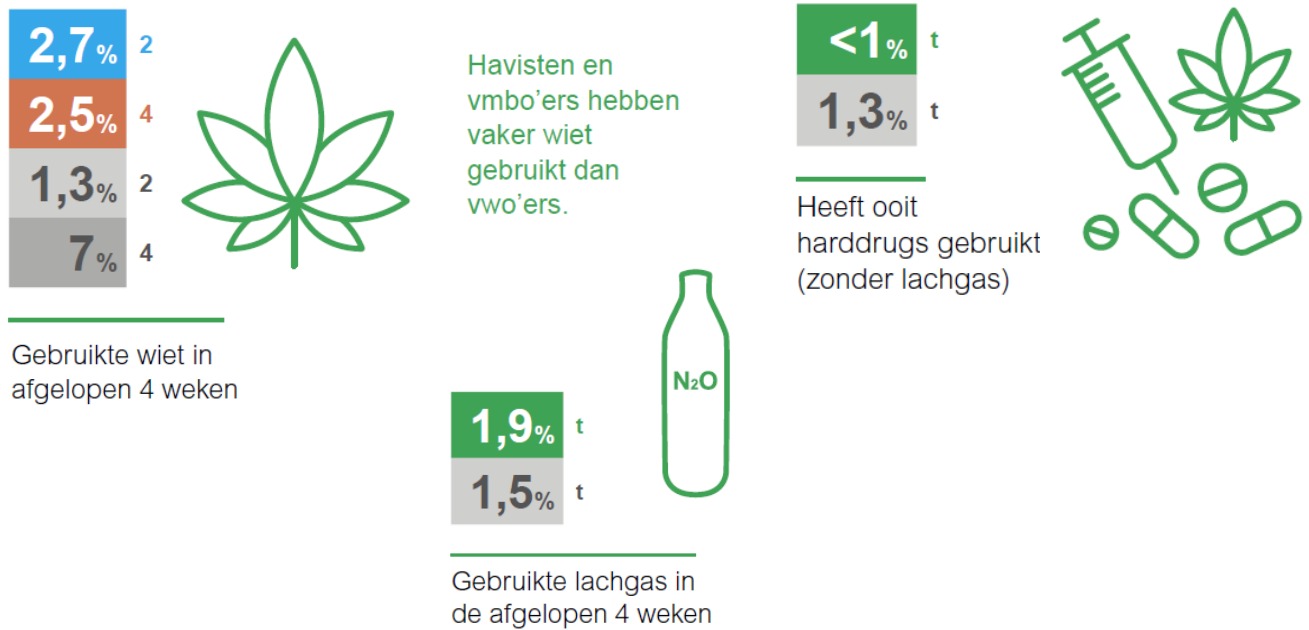 2,7% 2
2,5% 4
1,3% 2
7% 4
Gebruikte wiet in
afgelopen 4 weken
Havisten en
vmbo'ers hebben
vaker wiet
gebruikt dan
vwo'ers.
N₂O
1,9% t
1,5% t
Gebruikte lachgas in
de afgelopen 4 weken
<1% t
1,3% t
Heeft ooit
harddrugs gebruikt
(zonder lachgas)